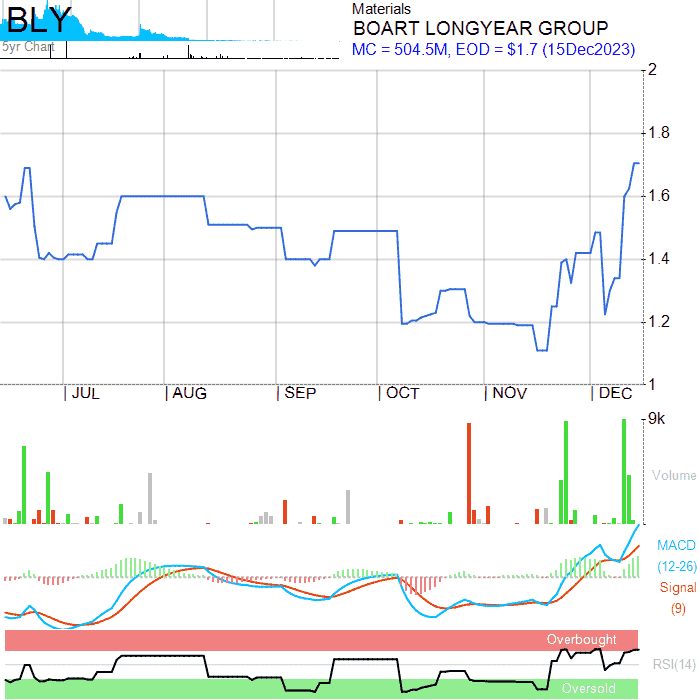 BLY
5yr Chart
Materials
BOART LONGYEAR GROUP
MC = 504.5M, EOD = $1.7 (15Dec2023)
2
1.8
1.6
1.4
1.2
1
JUL
AUG
SEP
OCT
NOV
DEC
9k
Volume
MACD
(12-26)
Signal
(9)
Overbought
RSI(14)
Oversold